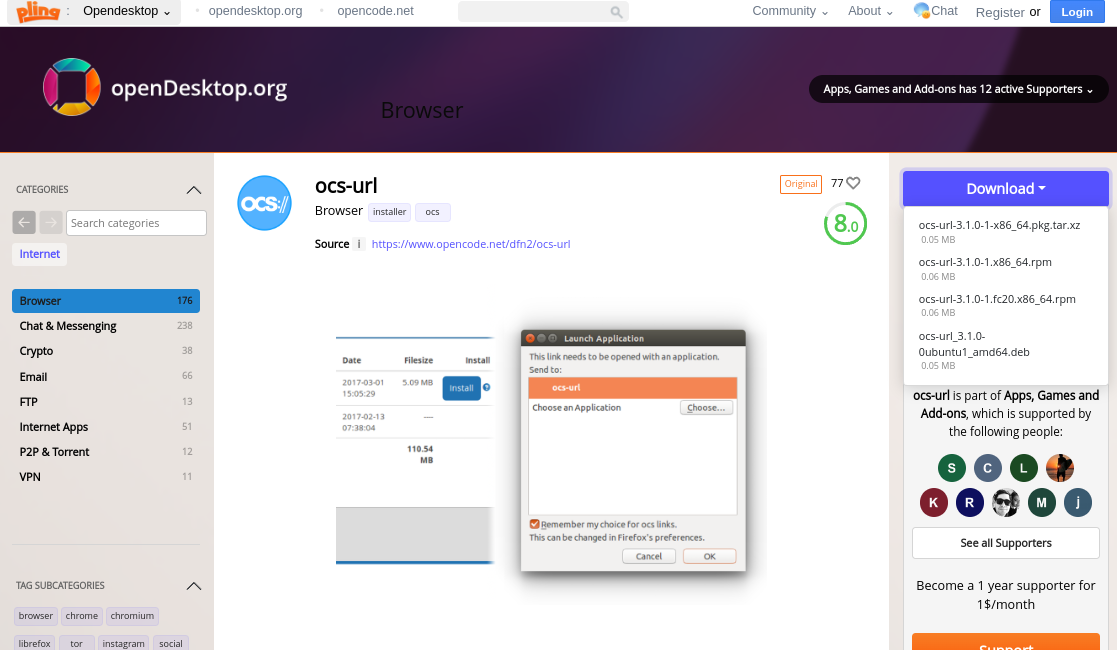 pling : Opendesktop opendesktop.org opencode.net Community About Chat Register or Login
openDesktop.org
Browser
Apps, Games and Add-ons has 12 active Supporters
CATEGORIES
Search categories
Internet
Browser 176
Chat & Messenging 238
Crypto 38
Email 66
FTP 13
Internet Apps 51
P2P & Torrent 12
VPN 11
TAG SUBCATEGORIES
browser chrome chromium
librefox tor instagram social
OCS://
ocs-url
Browser installer ocs
Source i https://www.opencode.net/dfn2/ocs-url
Original 77
8.0
Date Filesize Install
2017-03-01 5.09 MB Install ?
15:05:29
2017-02-13 —
07:38:04
110.54
MB
Launch Application
This link needs to be opened with an application.
Send to:
ocs-url
Choose an Application Choose...
Remember my choice for ocs links.
This can be changed in Firefox's preferences.
Cancel OK
Download
ocs-url-3.1.0-1-x86_64.pkg.tar.xz
0.05 MB
ocs-url-3.1.0-1.x86_64.rpm
0.06 MB
ocs-url-3.1.0-1.fc20.x86_64.rpm
0.06 MB
ocs-url_3.1.0-
0ubuntu1_amd64.deb
0.05 MB
ocs-url is part of Apps, Games and
Add-ons, which is supported by
the following people:
S C L
K R M j
See all Supporters
Become a 1 year supporter for
1$/month
Support